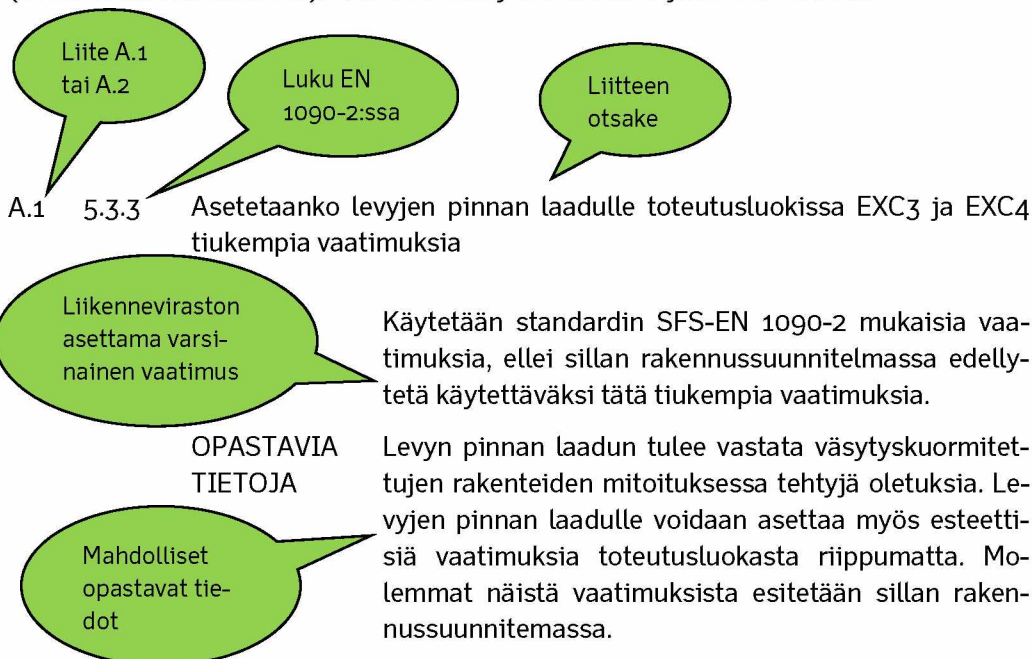 Liite A.1
tai A.2
Luku EN
1090-2:ssa
Liitteen
otsake
A.1 5.3.3 Asetetaanko levyjen pinnan laadulle toteutusluokissa EXC3 ja EXC4
tiukempia vaatimuksia
Liikenneviraston
asettama varsi-
nainen vaatimus
Käytetään standardin SFS-EN 1090-2 mukaisia vaa-
timuksia, ellei sillan rakennussuunnitelmassa edelly-
tetä käytettäväksi tätä tiukempia vaatimuksia.
OPASTAVIA
TIETOJA
Levyn pinnan laadun tulee vastata väsytyskuormitet-
tujen rakenteiden mitoituksessa tehtyjä oletuksia. Le-
vyjen pinnan laadulle voidaan asettaa myös esteetti-
siä vaatimuksia toteutusluokasta riippumatta. Mo-
lemmat näistä vaatimuksista esitetään sillan raken-
nussuunnitemassa.
Mahdolliset
opastavat tie-
dot